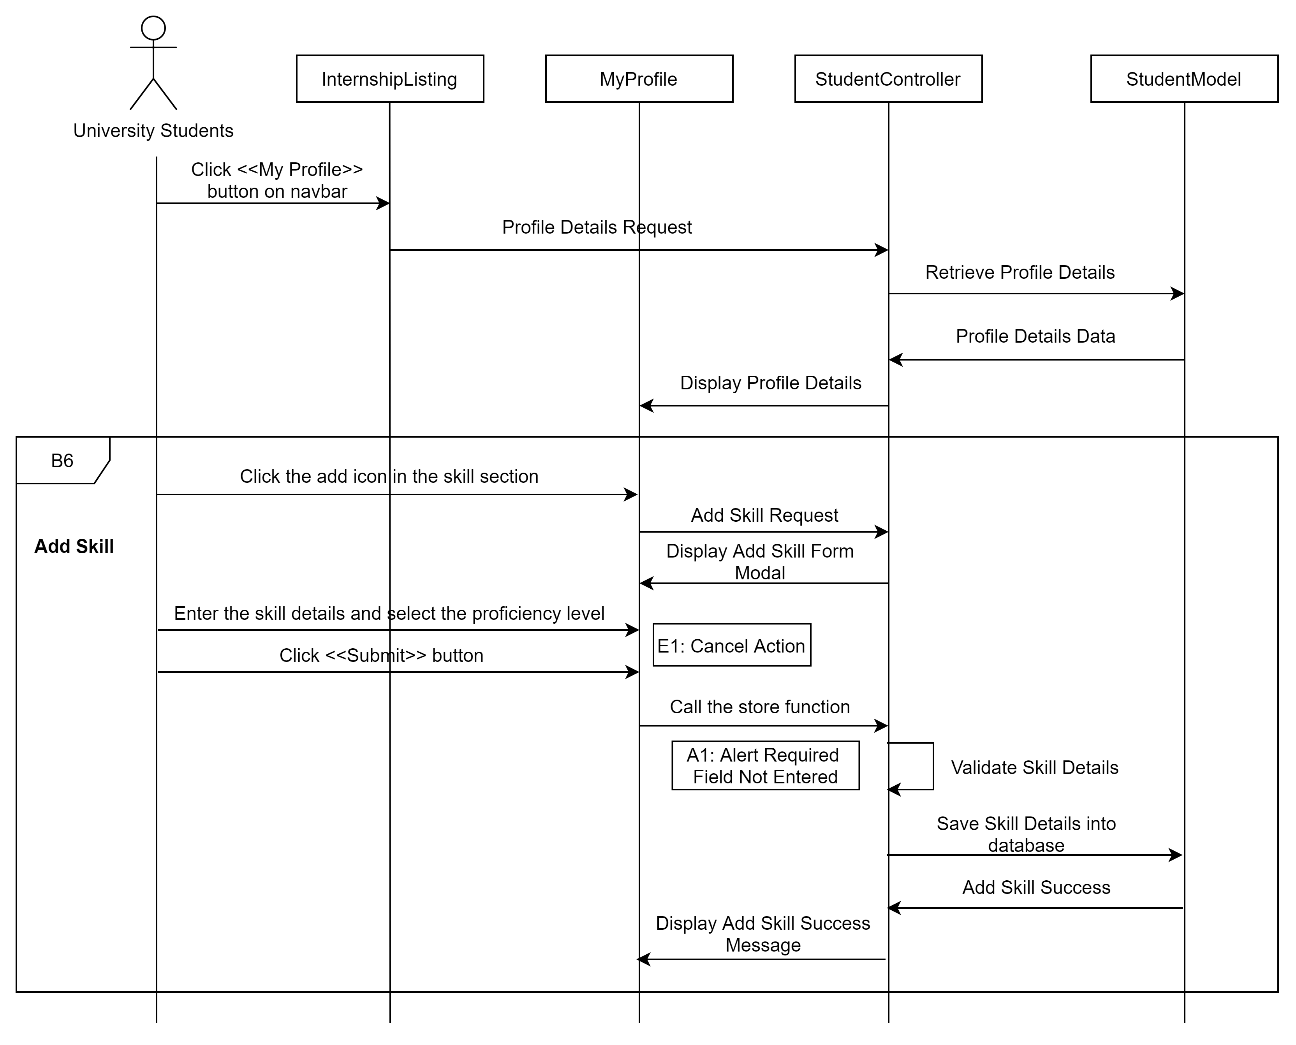 University Students
InternshipListing
MyProfile
StudentController
StudentModel
Click <<My Profile>>
button on navbar
Profile Details Request
Retrieve Profile Details
Profile Details Data
Display Profile Details
B6
Click the add icon in the skill section
Add Skill Request
Add Skill
Display Add Skill Form
Modal
Enter the skill details and select the proficiency level
E1: Cancel Action
Click <<Submit>> button
Call the store function
A1: Alert Required
Field Not Entered
Validate Skill Details
Save Skill Details into
database
Add Skill Success
Display Add Skill Success
Message